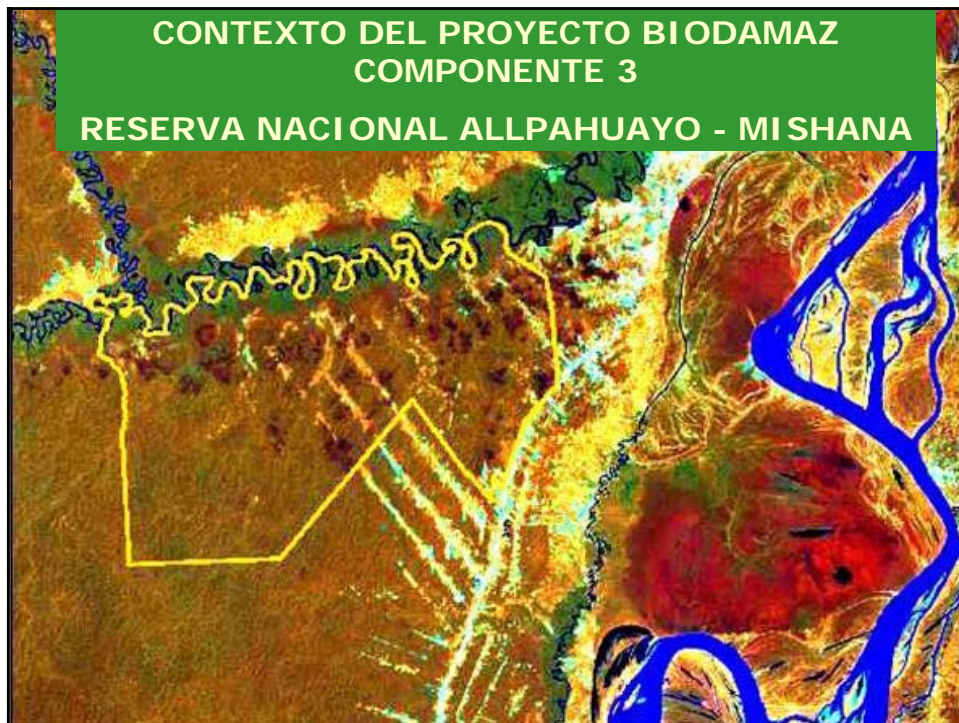 CONTEXTO DEL PROYECTO BIODAMAZ
COMPONENTE 3
RESERVA NACIONAL ALLPAHUAYO - MISHANA